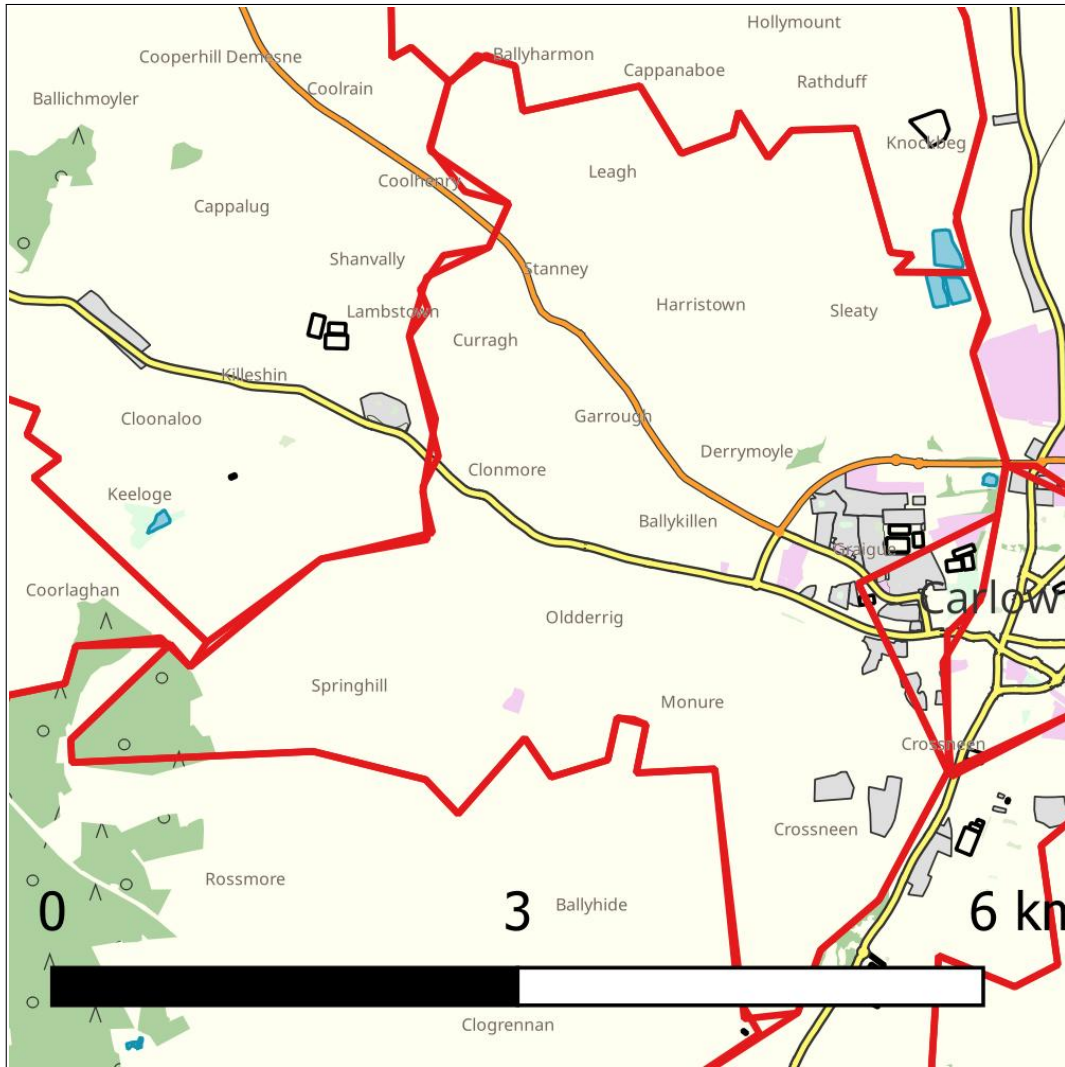 Hollymount
Cooperhill Demesne
Ballyharmon
Cappanaboe
Rathduff
Coolrain
Ballichmoyler
Knockbeg
Leagh
Coolhenry
Cappalug
Shanvally
Stanney
Harristown
Lambstown
Sleaty
Curragh
Killeshin
Cloonaloo
Garrough
Derrymoyle
Clonmore
Keeloge
Ballykillen
Graigue
Coorlaghan
Carlow
Oldderrig
Springhill
Monure
Crossneen
Crossneen
Rossmore
Ballyhide
0 3 6 km
Clogrennan